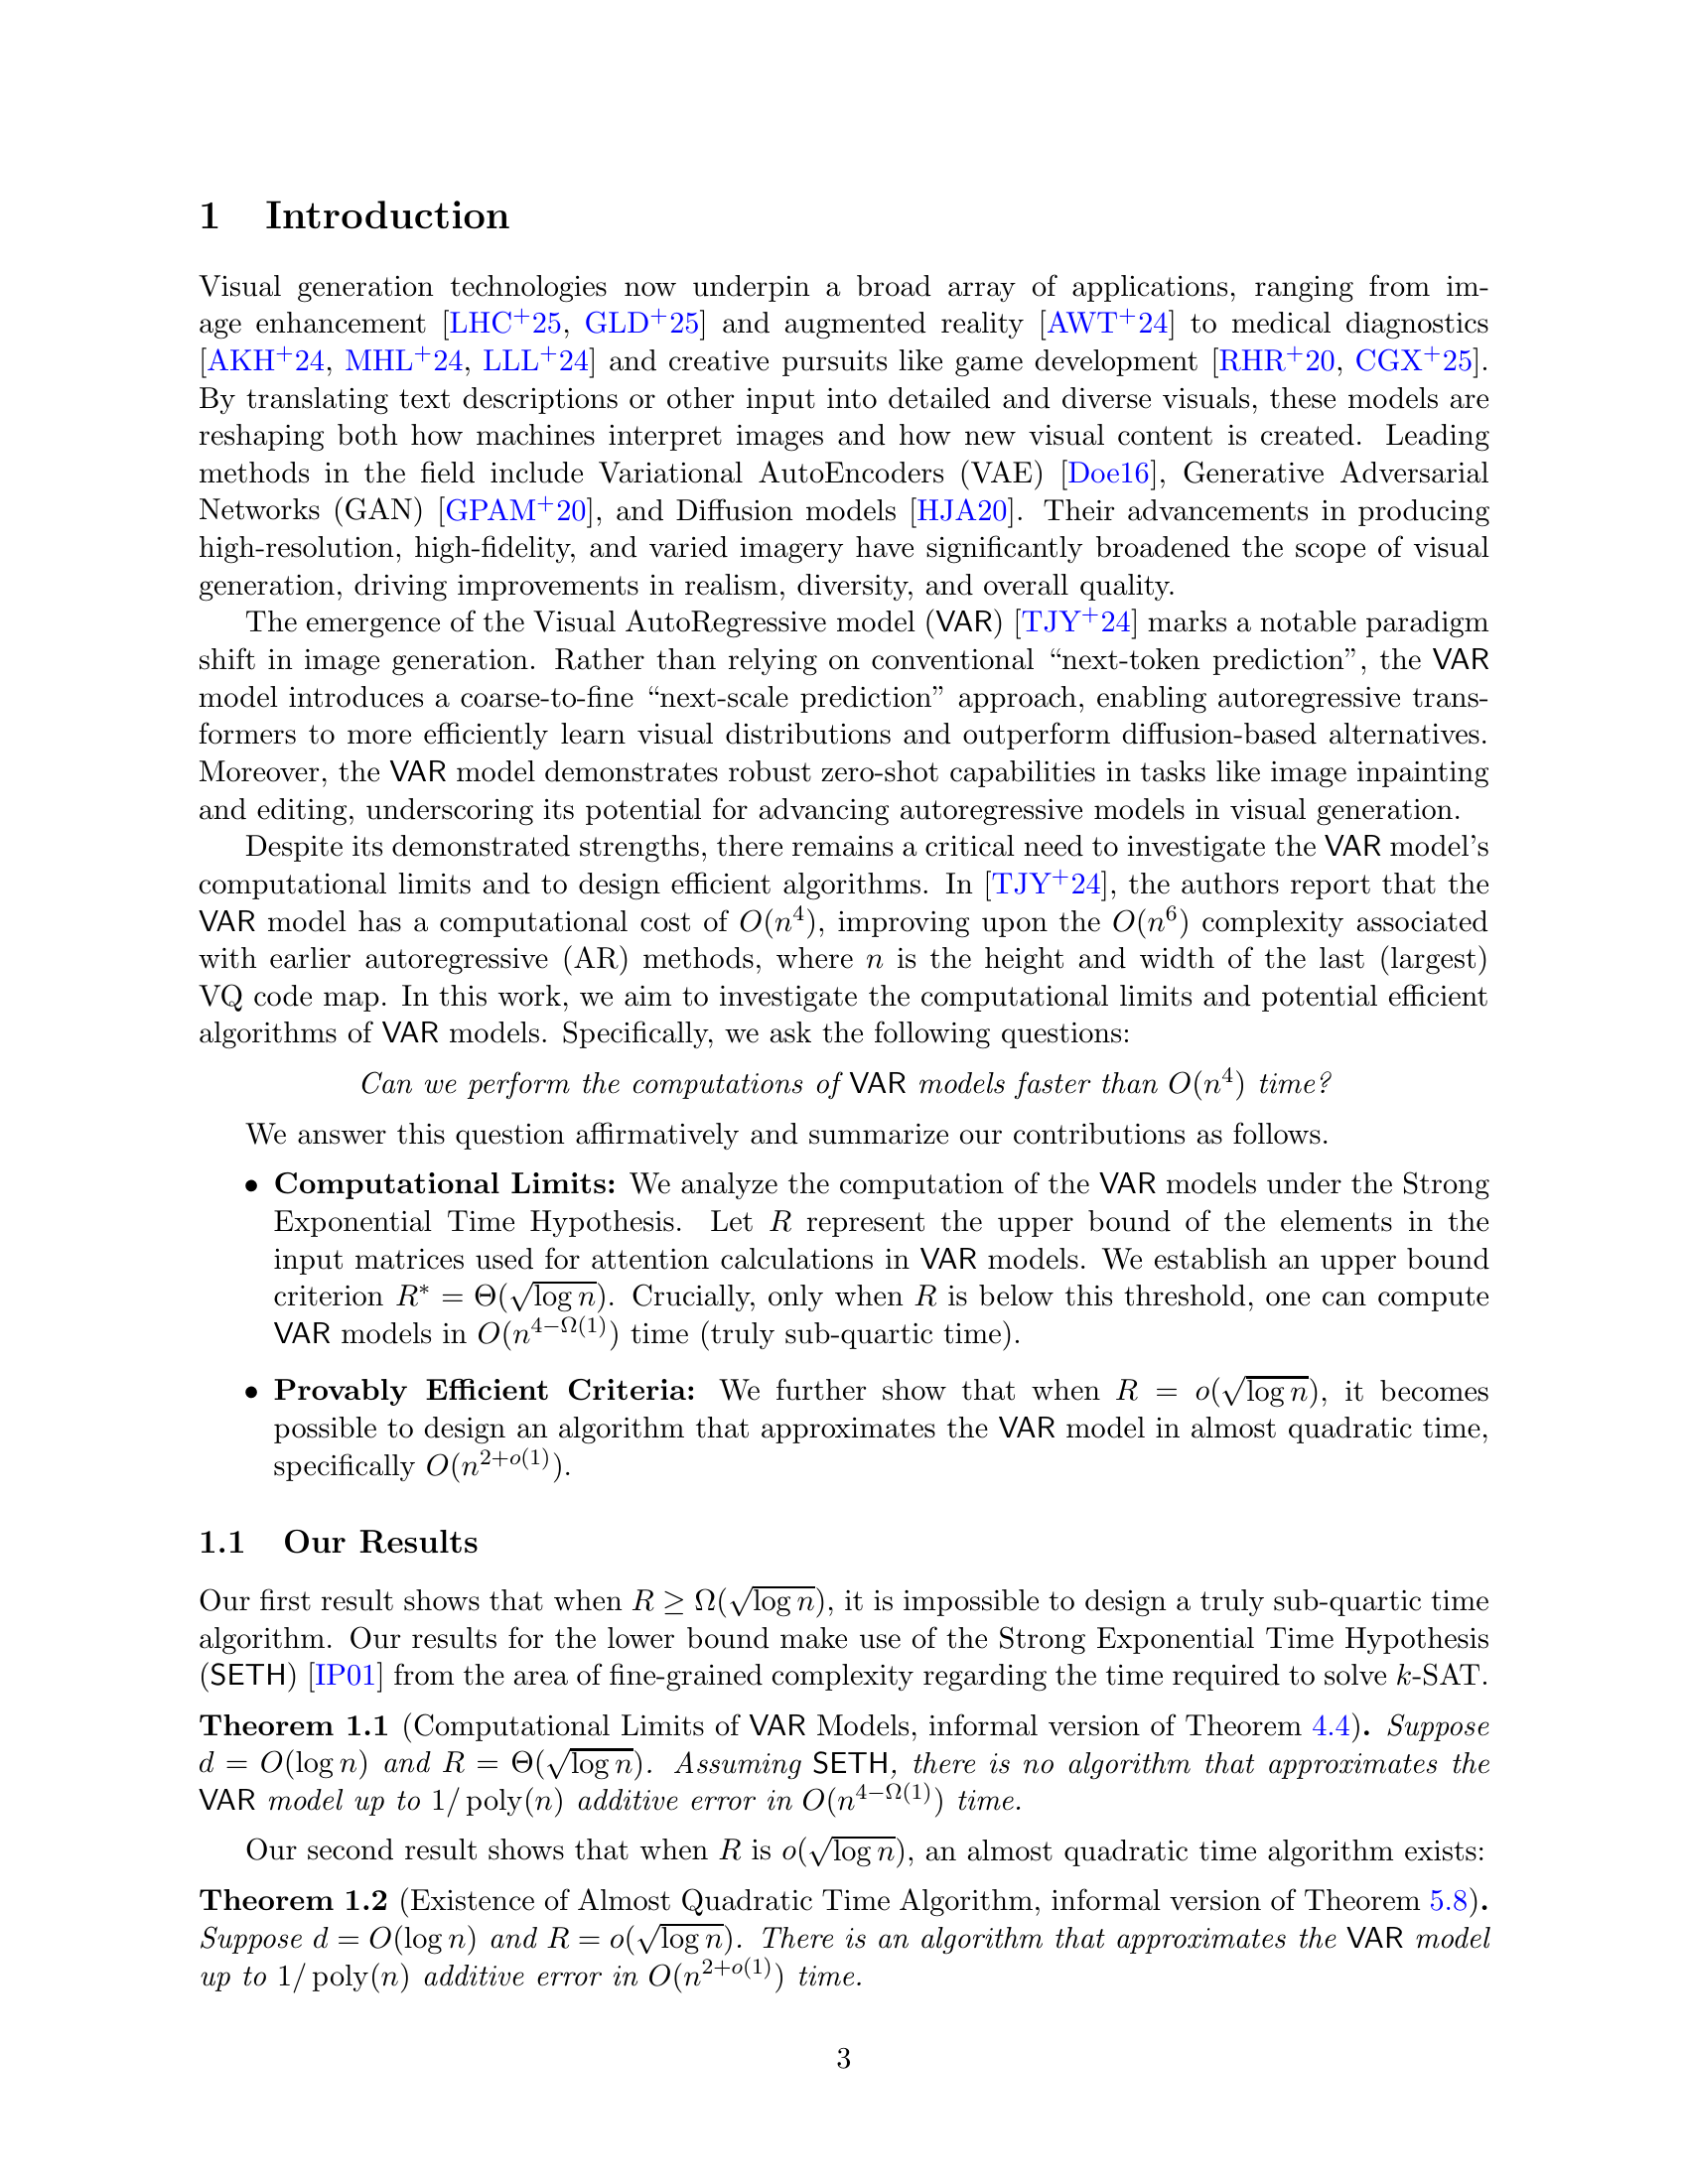 1 Introduction
Visual generation technologies now underpin a broad array of applications, ranging from im-
age enhancement [LHC+25, GLD+25] and augmented reality [AWT+24] to medical diagnostics
[AKH+24, MHL+24, LLL+24] and creative pursuits like game development [RHR+20, CGX+25].
By translating text descriptions or other input into detailed and diverse visuals, these models are
reshaping both how machines interpret images and how new visual content is created. Leading
methods in the field include Variational AutoEncoders (VAE) [Doe16], Generative Adversarial
Networks (GAN) [GPAM+20], and Diffusion models [HJA20]. Their advancements in producing
high-resolution, high-fidelity, and varied imagery have significantly broadened the scope of visual
generation, driving improvements in realism, diversity, and overall quality.
The emergence of the Visual AutoRegressive model (VAR) [TJY+24] marks a notable paradigm
shift in image generation. Rather than relying on conventional “next-token prediction”, the VAR
model introduces a coarse-to-fine “next-scale prediction” approach, enabling autoregressive trans-
formers to more efficiently learn visual distributions and outperform diffusion-based alternatives.
Moreover, the VAR model demonstrates robust zero-shot capabilities in tasks like image inpainting
and editing, underscoring its potential for advancing autoregressive models in visual generation.
Despite its demonstrated strengths, there remains a critical need to investigate the VAR model’s
computational limits and to design efficient algorithms. In [TJY+24], the authors report that the
VAR model has a computational cost of O(n⁴), improving upon the O(n⁶) complexity associated
with earlier autoregressive (AR) methods, where n is the height and width of the last (largest)
VQ code map. In this work, we aim to investigate the computational limits and potential efficient
algorithms of VAR models. Specifically, we ask the following questions:
Can we perform the computations of VAR models faster than O(n⁴) time?
We answer this question affirmatively and summarize our contributions as follows.
• Computational Limits: We analyze the computation of the VAR models under the Strong
Exponential Time Hypothesis. Let R represent the upper bound of the elements in the
input matrices used for attention calculations in VAR models. We establish an upper bound
criterion R* = Θ(√log n). Crucially, only when R is below this threshold, one can compute
VAR models in O(n^{4−Ω(1)}) time (truly sub-quartic time).
• Provably Efficient Criteria: We further show that when R = o(√log n), it becomes
possible to design an algorithm that approximates the VAR model in almost quadratic time,
specifically O(n^{2+o(1)}).
1.1 Our Results
Our first result shows that when R ≥ Ω(√log n), it is impossible to design a truly sub-quartic time
algorithm. Our results for the lower bound make use of the Strong Exponential Time Hypothesis
(SETH) [IP01] from the area of fine-grained complexity regarding the time required to solve k-SAT.
Theorem 1.1 (Computational Limits of VAR Models, informal version of Theorem 4.4). Suppose
d = O(log n) and R = Θ(√log n). Assuming SETH, there is no algorithm that approximates the
VAR model up to 1/ poly(n) additive error in O(n^{4−Ω(1)}) time.
Our second result shows that when R is o(√log n), an almost quadratic time algorithm exists:
Theorem 1.2 (Existence of Almost Quadratic Time Algorithm, informal version of Theorem 5.8).
Suppose d = O(log n) and R = o(√log n). There is an algorithm that approximates the VAR model
up to 1/ poly(n) additive error in O(n^{2+o(1)}) time.
3